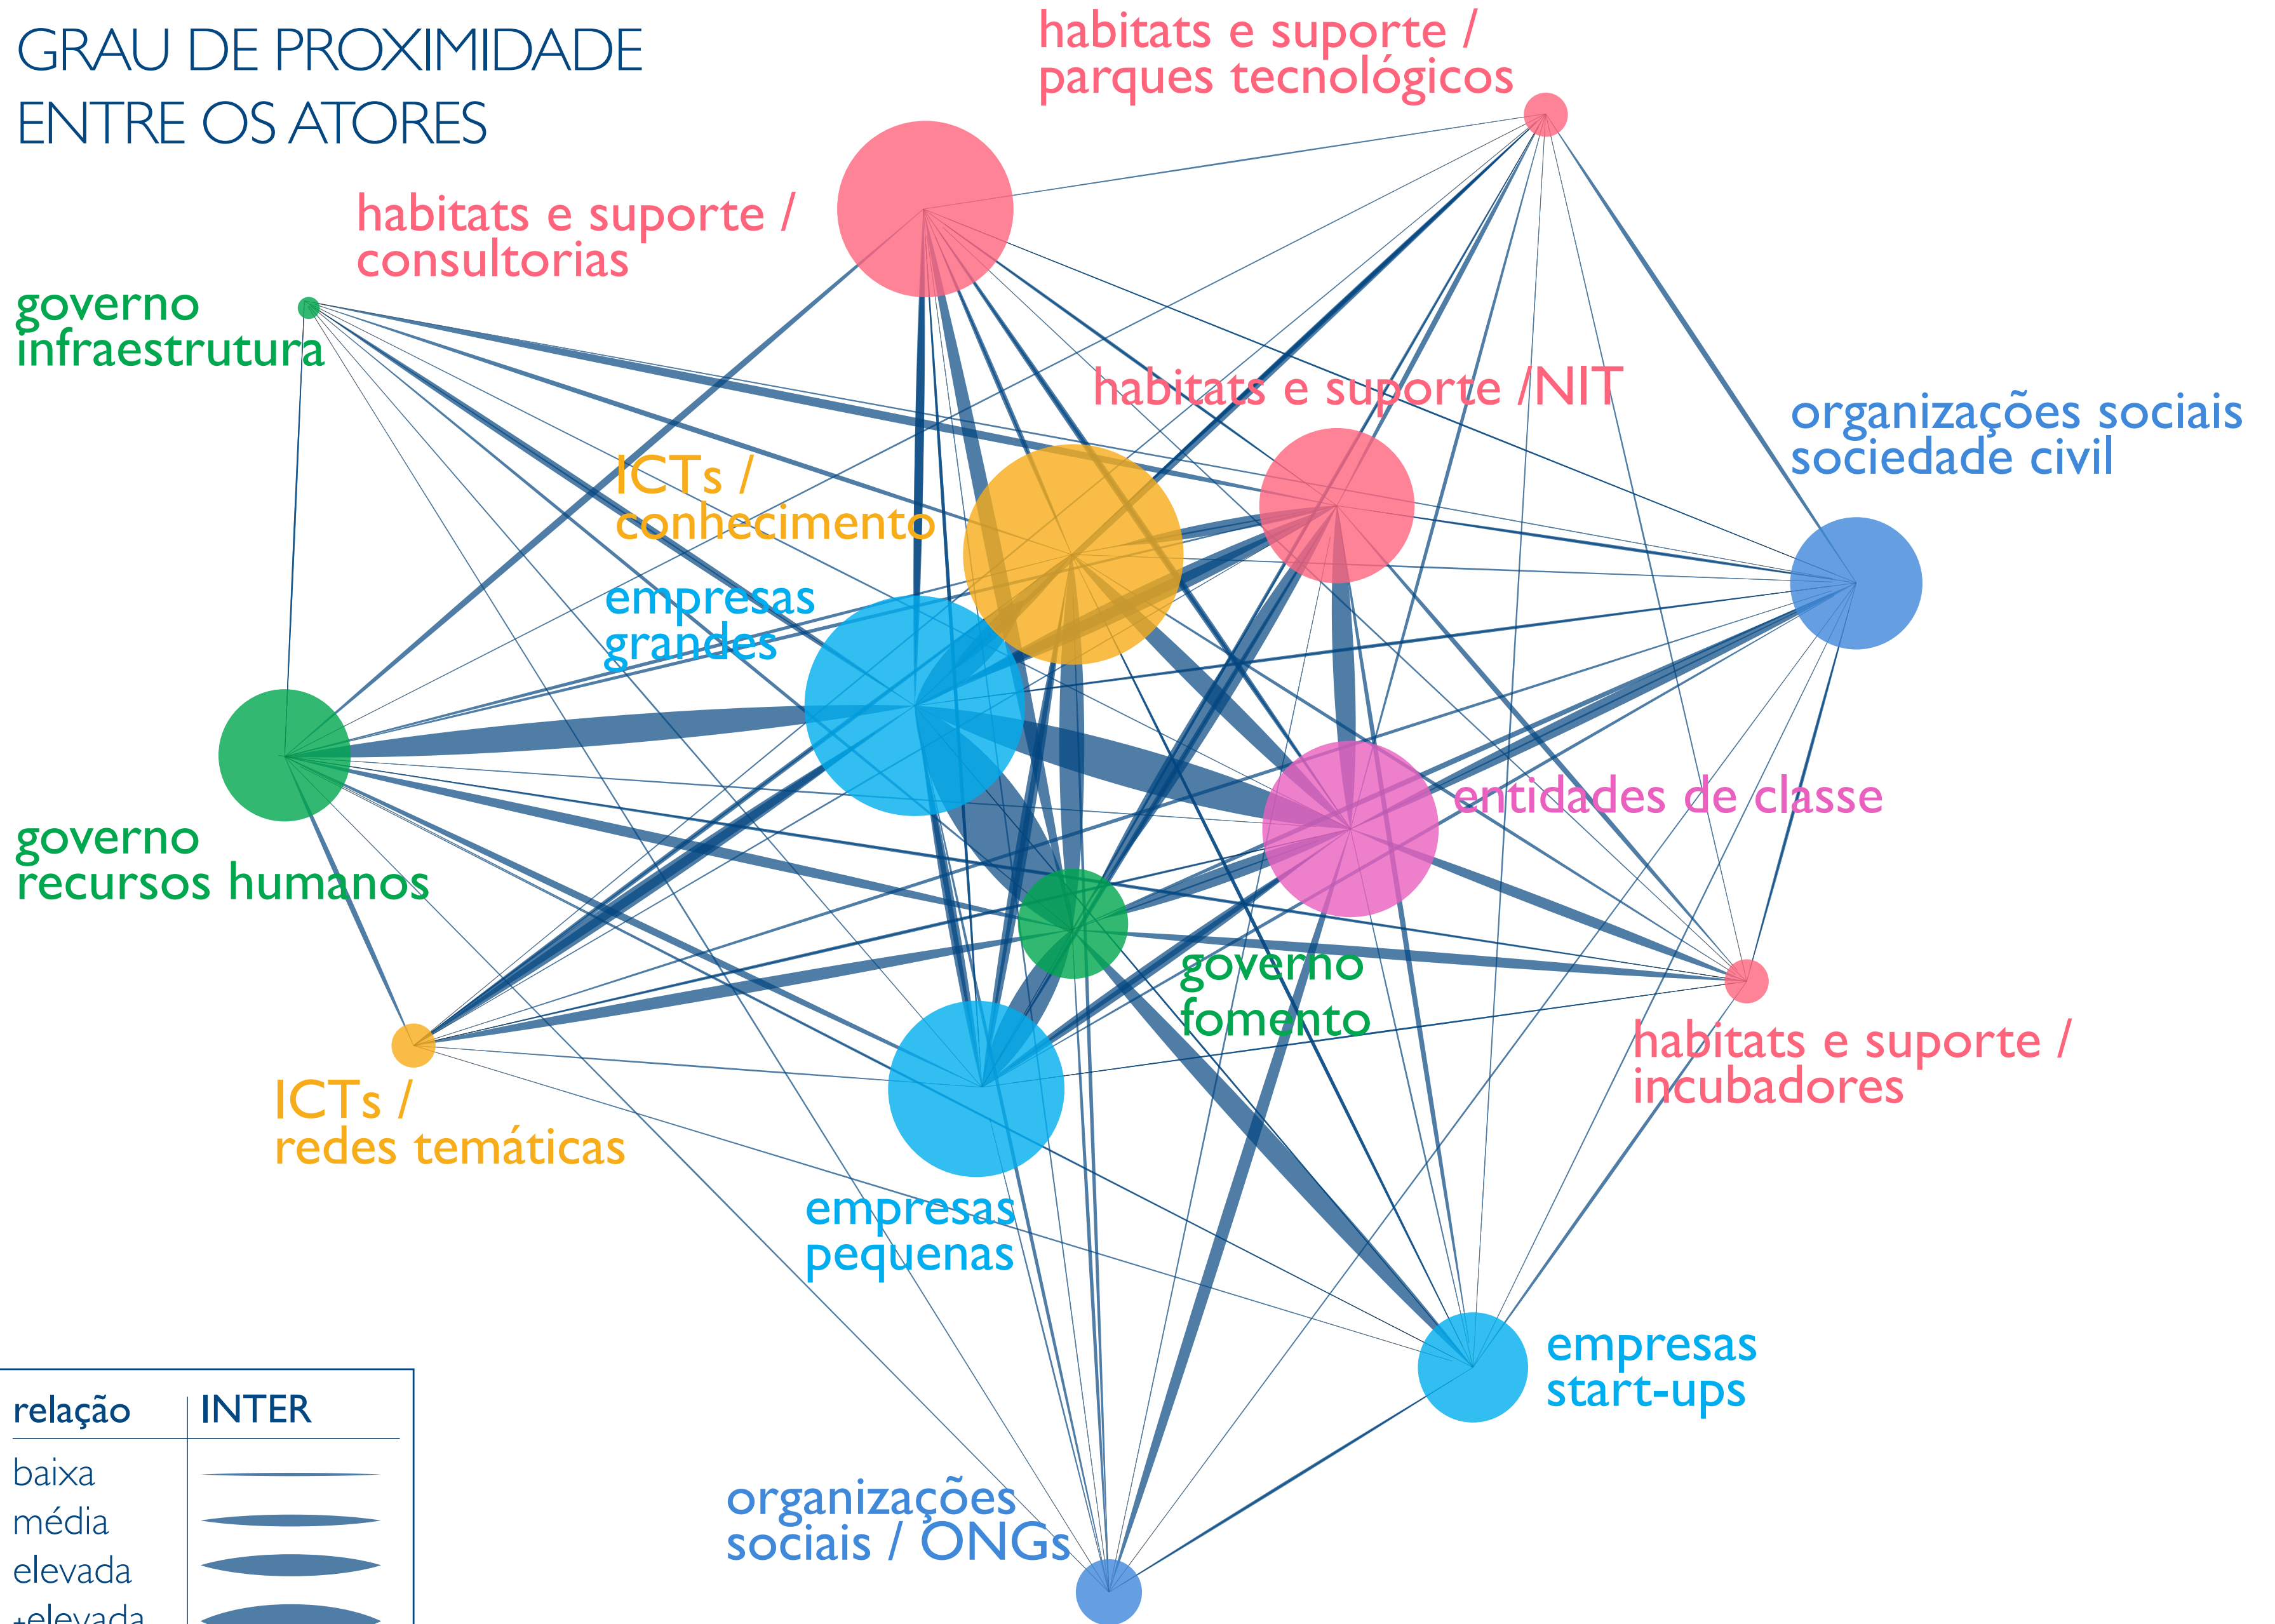 GRAU DE PROXIMIDADE
ENTRE OS ATORES
habitats e suporte /
parques tecnológicos
habitats e suporte /
consultorias
governo
infraestrutura
habitats e suporte /NIT
organizações sociais
sociedade civil
ICTs /
conhecimento
empresas
grandes
entidades de classe
governo
recursos humanos
governo
fomento
habitats e suporte /
incubadores
ICTs /
redes temáticas
empresas
pequenas
empresas
start-ups
organizações
sociais / ONGs
relação INTER
baixa
média
elevada
+elevada